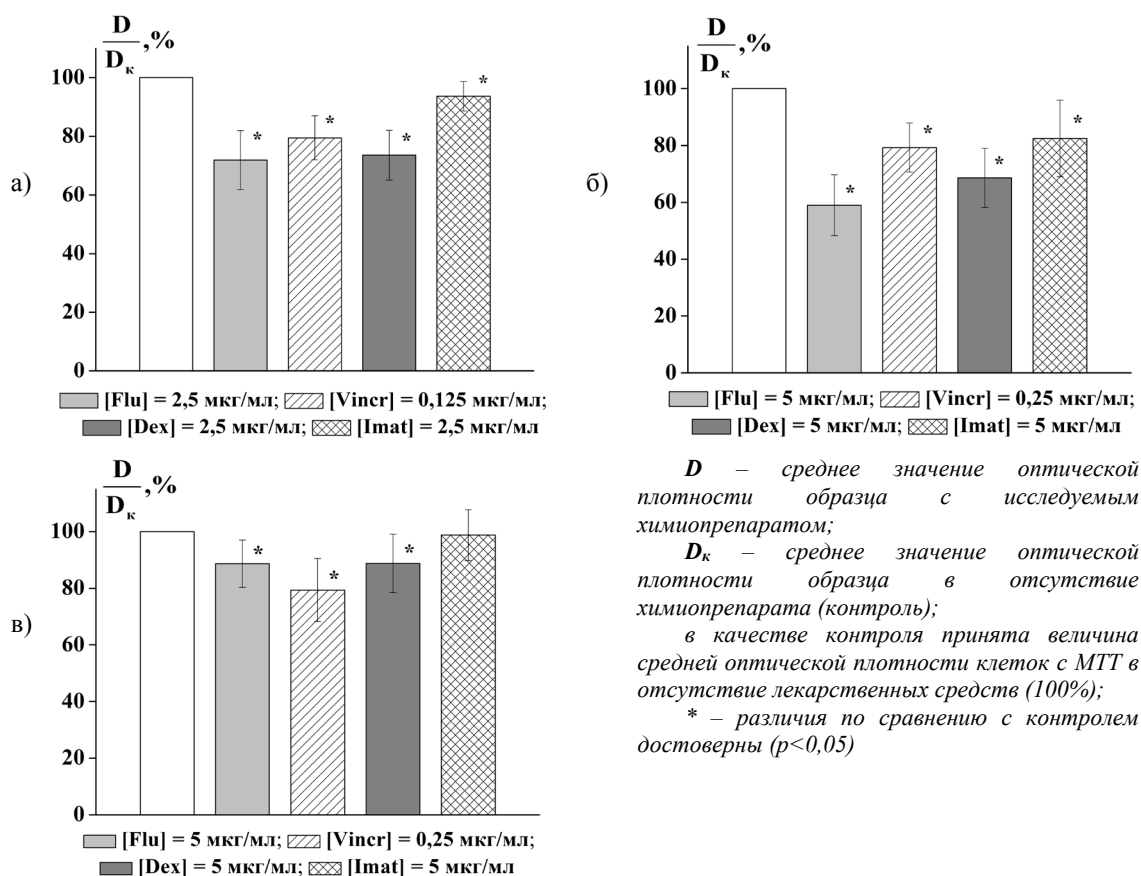 а)
D
Dк
,%
100
80
60
40
20
0
*
*
*
*
[Flu] = 2,5 мкг/мл; [Vincr] = 0,125 мкг/мл;
[Dex] = 2,5 мкг/мл; [Imat] = 2,5 мкг/мл
б)
D
Dк
,%
100
80
60
40
20
0
*
*
*
*
[Flu] = 5 мкг/мл; [Vincr] = 0,25 мкг/мл;
[Dex] = 5 мкг/мл; [Imat] = 5 мкг/мл
в)
D
Dк
,%
100
80
60
40
20
0
*
*
*
[Flu] = 5 мкг/мл; [Vincr] = 0,25 мкг/мл;
[Dex] = 5 мкг/мл; [Imat] = 5 мкг/мл
D – среднее значение оптической
плотности образца с исследуемым
химиопрепаратом;
Dк – среднее значение оптической
плотности образца в отсутствие
химиопрепарата (контроль);
в качестве контроля принята величина
средней оптической плотности клеток с МТТ в
отсутствие лекарственных средств (100%);
* – различия по сравнению с контролем
достоверны (p<0,05)